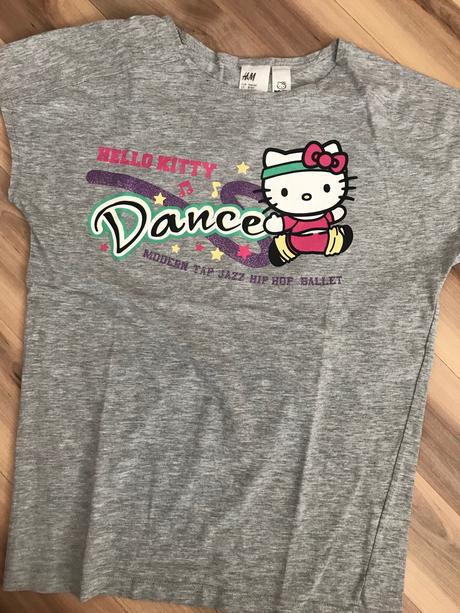 H&M
HELLO KITTY
Dance
MODERN TAP JAZZ HIP HOP BALLET